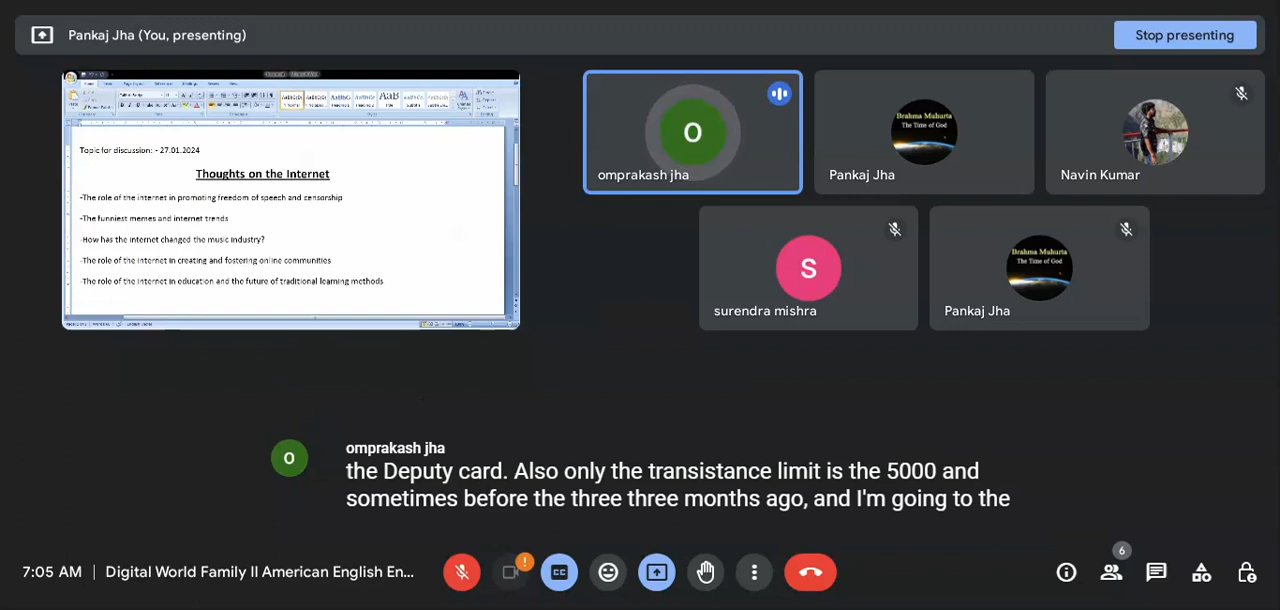 Pankaj Jha (You, presenting)
Stop presenting
Topic for discussion: - 27.01.2024
Thoughts on the Internet
-The role of the internet in promoting freedom of speech and censorship
-The funniest memes and internet trends
-How has the internet changed the music industry?
-The role of the internet in creating and fostering online communities
-The role of the internet in education and the future of traditional learning methods
O
omprakash jha
Brahma Muhurta
The Time of God
Pankaj Jha
Navin Kumar
S
surendra mishra
Brahma Muhurta
The Time of God
Pankaj Jha
O
omprakash jha
the Deputy card. Also only the transistance limit is the 5000 and
sometimes before the three three months ago, and I'm going to the
7:05 AM
Digital World Family II American English En...
CC
6